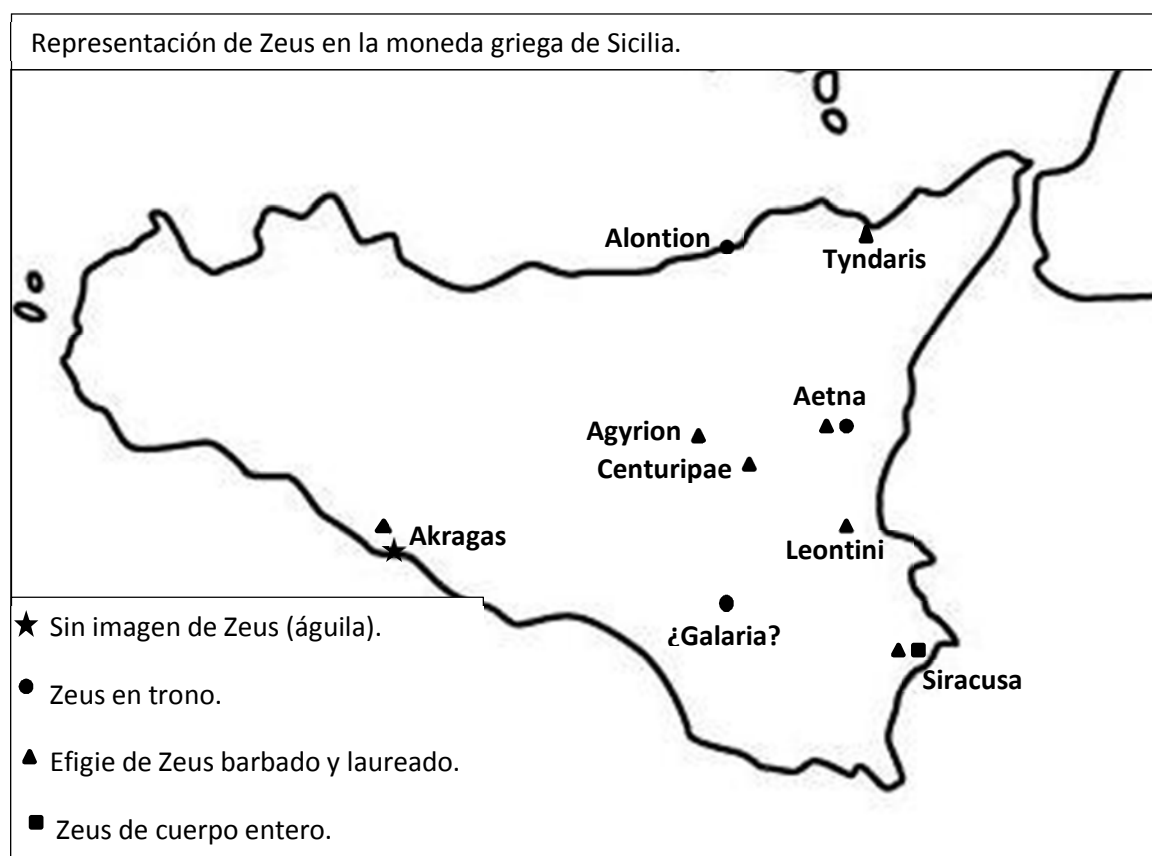 Representación de Zeus en la moneda griega de Sicilia.
Alontion
Tyndaris
Aetna
Agyrion
Centuripae
Akragas
Leontini
¿Galaria?
Siracusa
Sin imagen de Zeus (águila).
Zeus en trono.
Efigie de Zeus barbado y laureado.
Zeus de cuerpo entero.